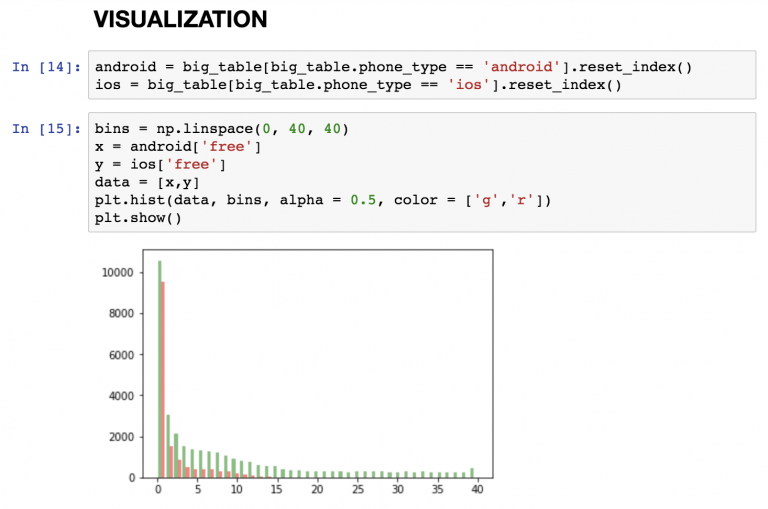 VISUALIZATION
In [14]: android = big_table[big_table.phone_type == 'android'].reset_index()
ios = big_table[big_table.phone_type == 'ios'].reset_index()
In [15]: bins = np.linspace(0, 40, 40)
x = android['free']
y = ios['free']
data = [x,y]
plt.hist(data, bins, alpha = 0.5, color = ['g','r'])
plt.show()
10000
8000
6000
4000
2000
0
0 5 10 15 20 25 30 35 40